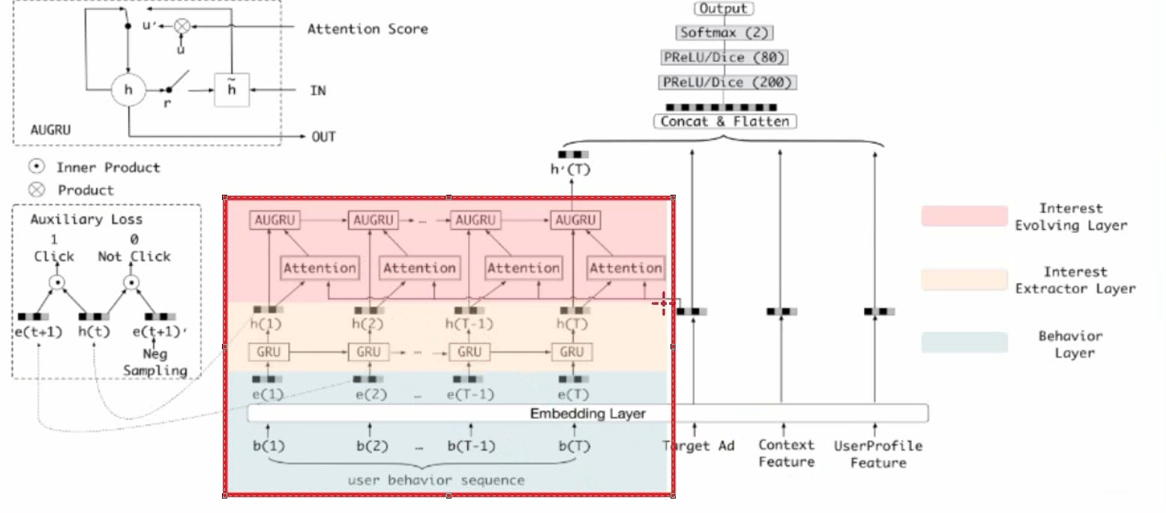 Output
Softmax (2)
PReLU/Dice (80)
PReLU/Dice (200)
Concat & Flatten
h'(T)
u'
u
Attention Score
h
r
h̃
IN
AUGRU
OUT
Inner Product
Product
Auxiliary Loss
1 0
Click Not Click
e(t+1) h(t) e(t+1)'
Neg
Sampling
AUGRU AUGRU … AUGRU AUGRU
Attention Attention Attention Attention
h(1) h(2) h(T-1) h(T)
GRU GRU … GRU GRU
e(1) e(2) … e(T-1) e(T)
Embedding Layer
b(1) b(2) … b(T-1) b(T)
user behavior sequence
Target Ad
Context
Feature
UserProfile
Feature
Interest
Evolving Layer
Interest
Extractor Layer
Behavior
Layer